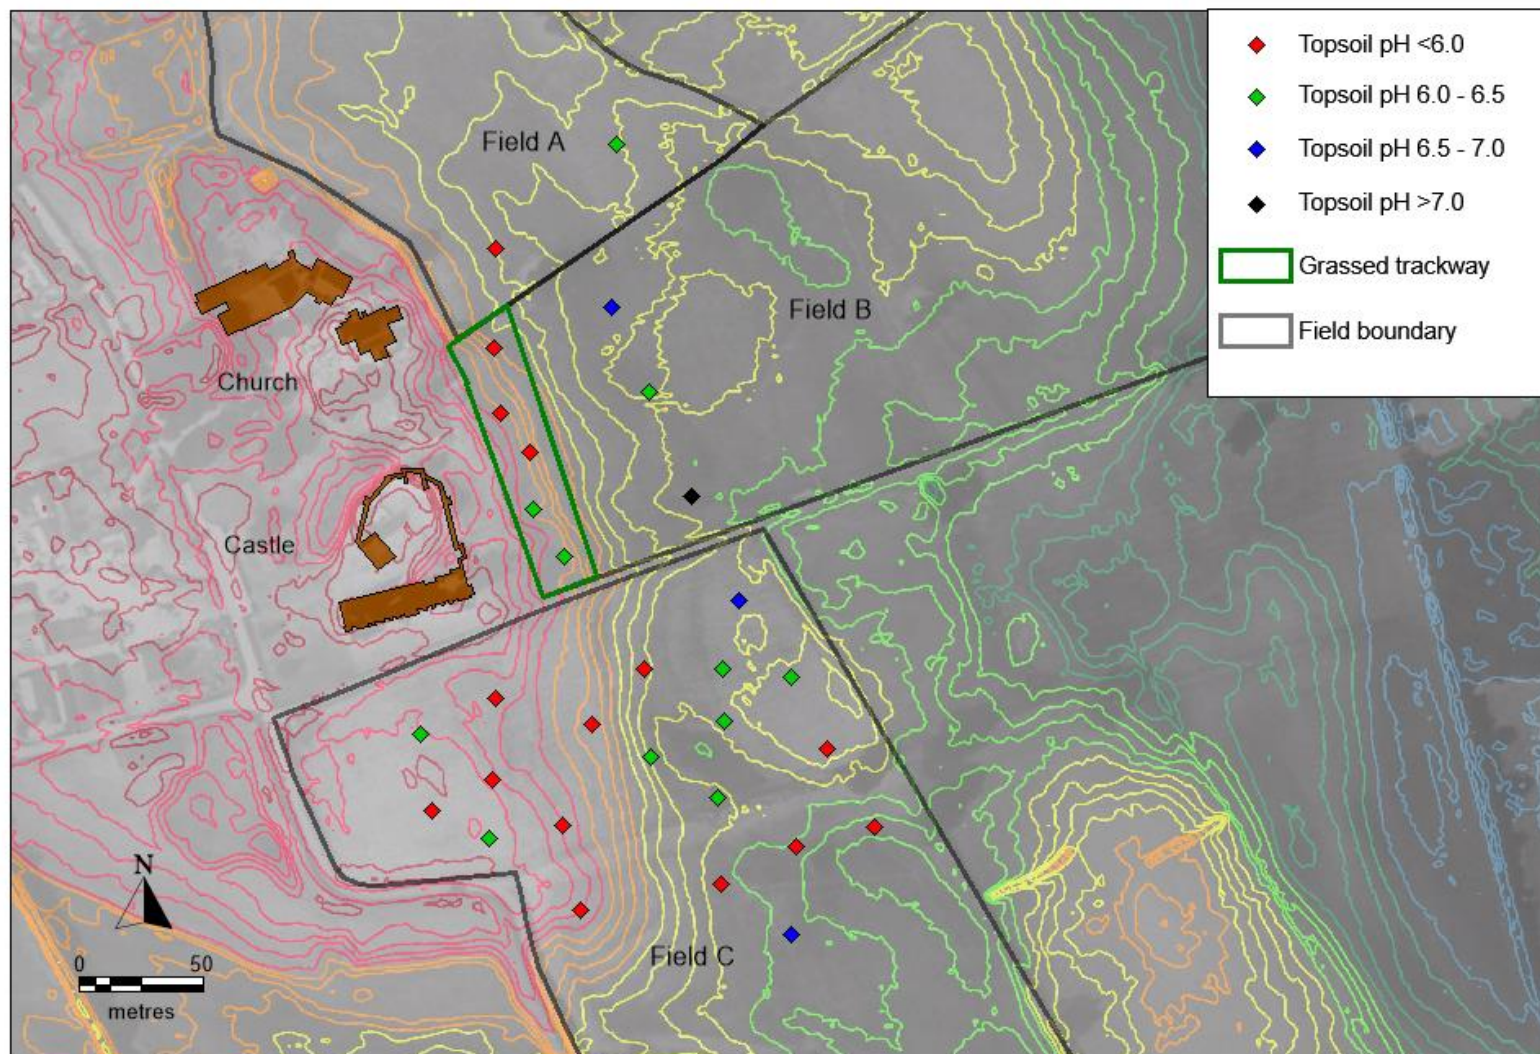 Topsoil pH <6.0
Topsoil pH 6.0 - 6.5
Topsoil pH 6.5 - 7.0
Topsoil pH >7.0
Grassed trackway
Field boundary
Field A
Field B
Church
Castle
Field C
N
0 50
metres